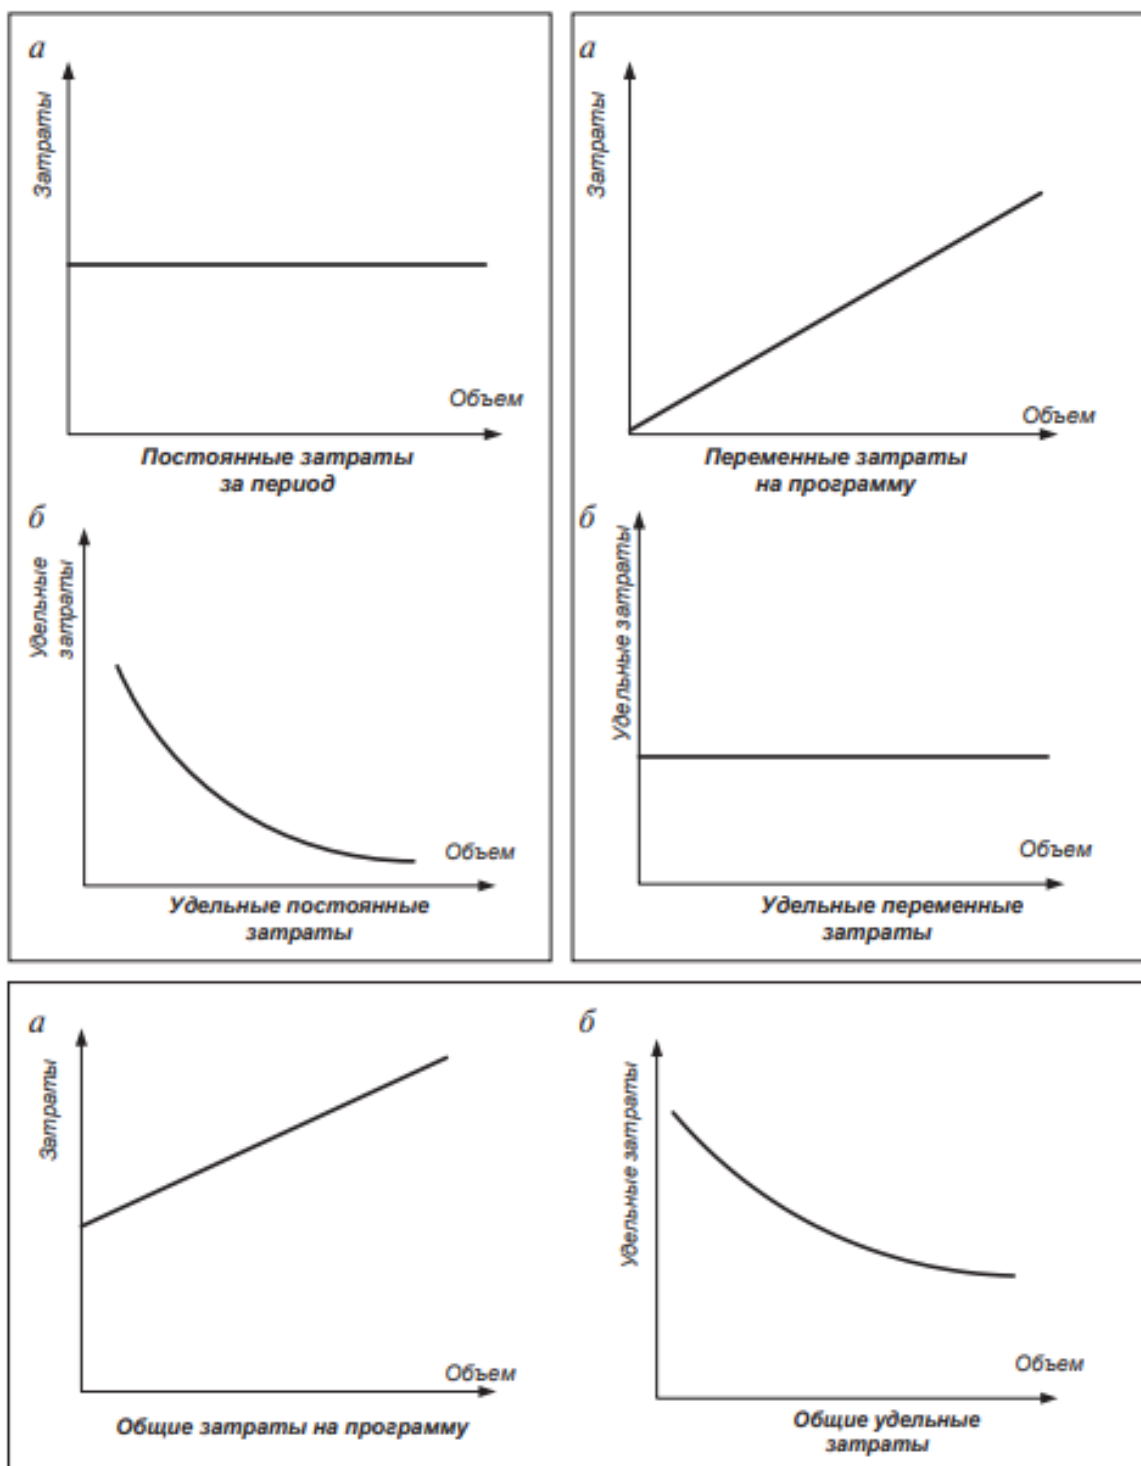 а
Затраты
Объем
Постоянные затраты
за период
б
Удельные
затраты
Объем
Удельные постоянные
затраты
а
Затраты
Объем
Переменные затраты
на программу
б
Удельные затраты
Объем
Удельные переменные
затраты
а
Затраты
Объем
Общие затраты на программу
б
Удельные затраты
Объем
Общие удельные
затраты